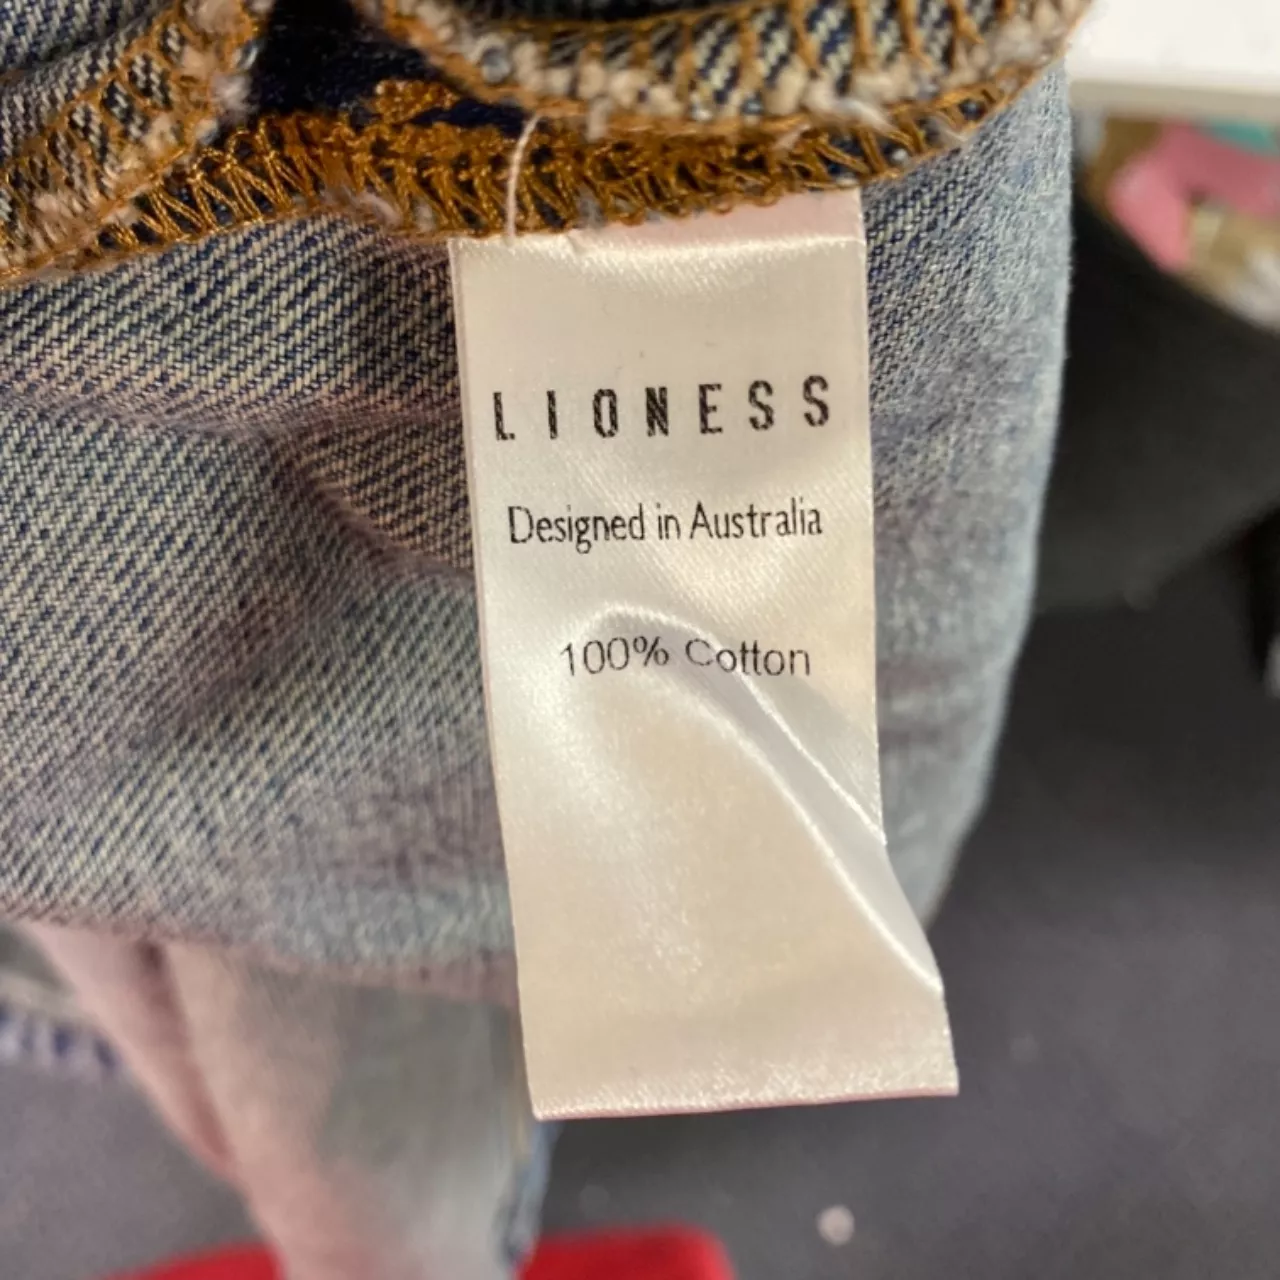 LIONESS
Designed in Australia
100% Cotton